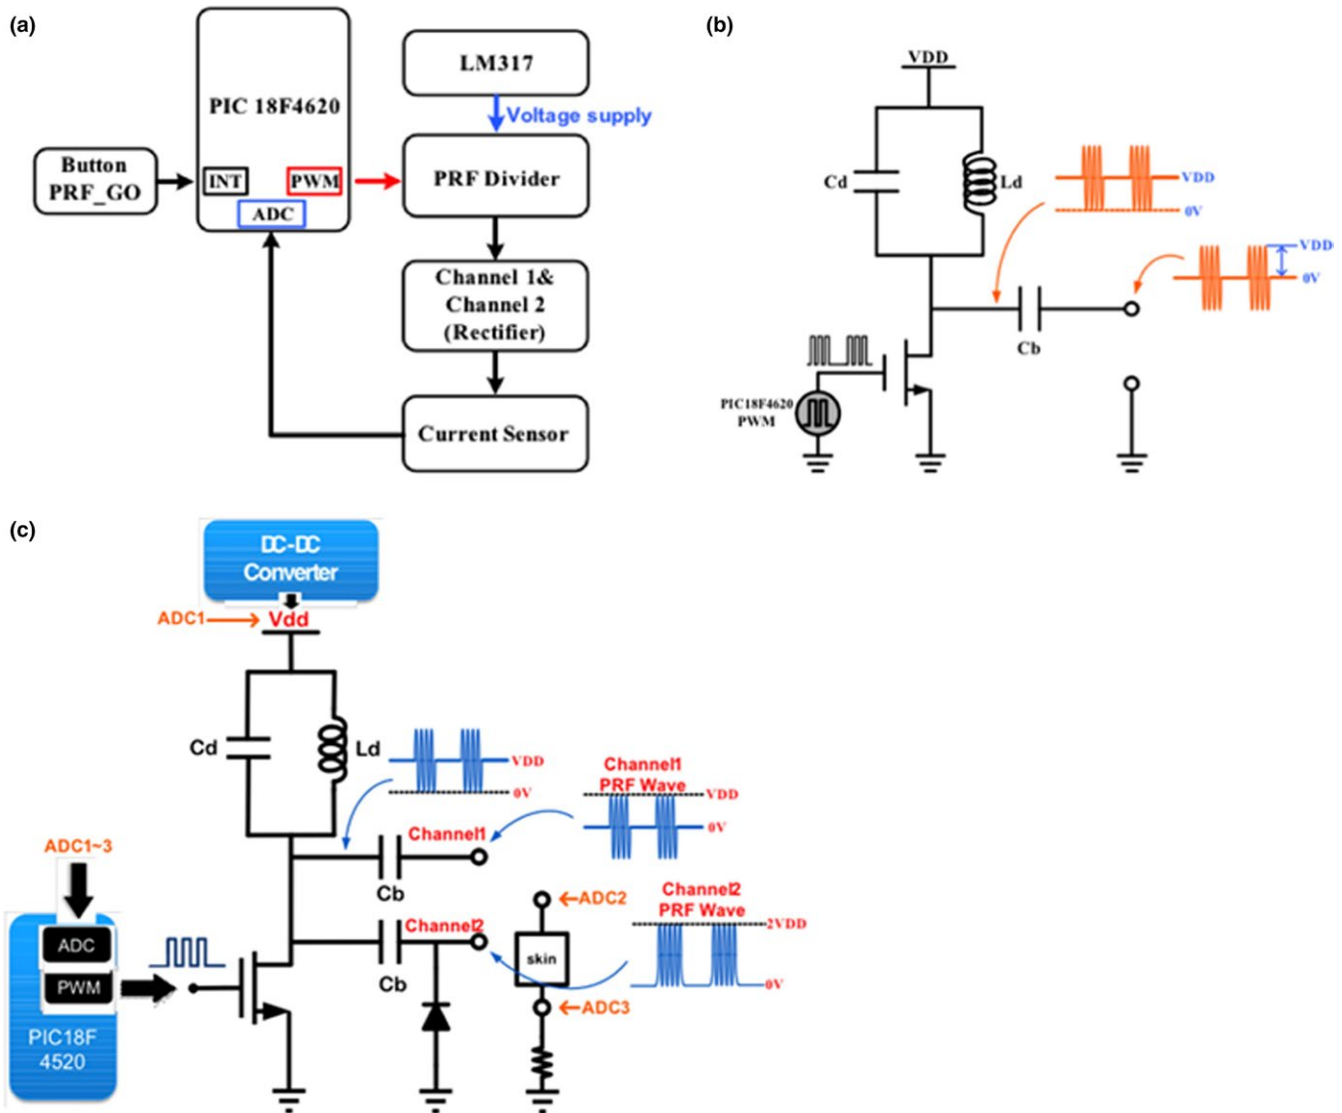 (a)
PIC 18F4620
INT
PWM
ADC
Button
PRF_GO
LM317
Voltage supply
PRF Divider
Channel 1&
Channel 2
(Rectifier)
Current Sensor
(b)
VDD
Cd
Ld
VDD
0V
VDD
0V
Cb
PIC18F4620
PWM
(c)
DC-DC
Converter
ADC1
Vdd
Cd
Ld
VDD
0V
Channel1
PRF Wave
VDD
0V
Channel1
Cb
ADC1~3
ADC
PWM
PIC18F
4520
Channel2
Cb
ADC2
skin
ADC3
Channel2
PRF Wave
2VDD
0V